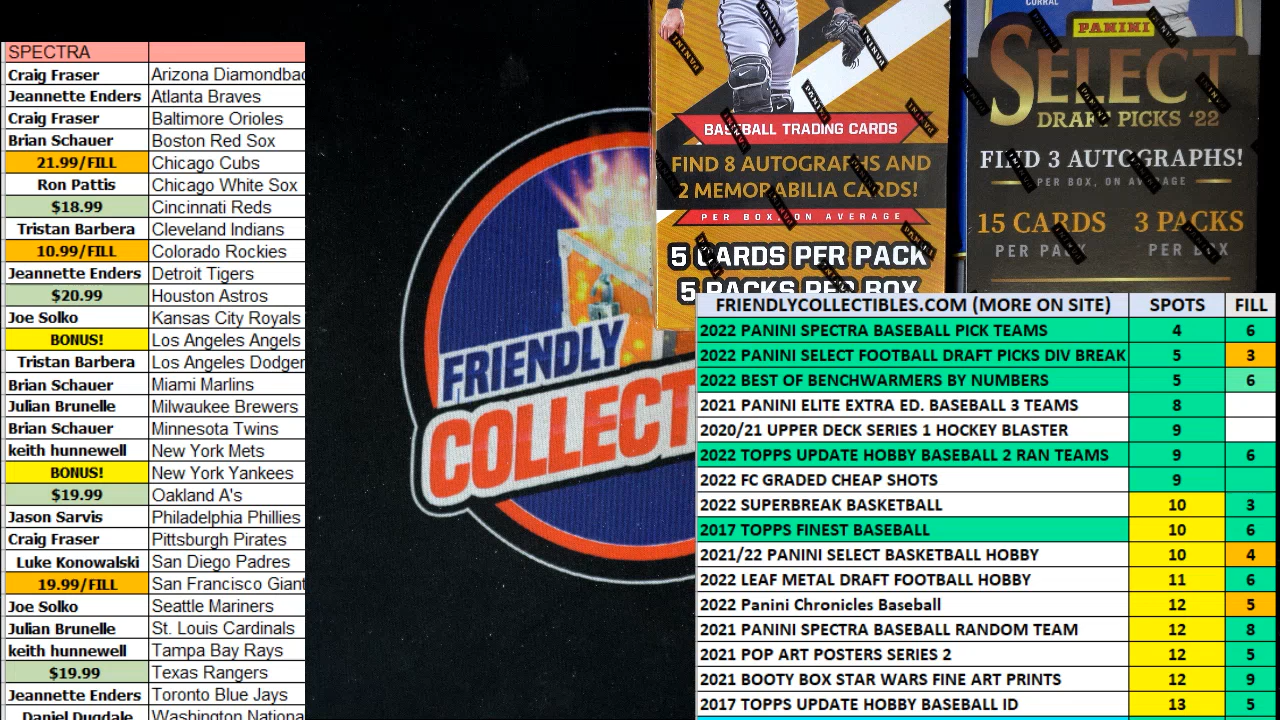 SPECTRA
Craig Fraser Arizona Diamondbac
Jeannette Enders Atlanta Braves
Craig Fraser Baltimore Orioles
Brian Schauer Boston Red Sox
21.99/FILL Chicago Cubs
Ron Pattis Chicago White Sox
$18.99 Cincinnati Reds
Tristan Barbera Cleveland Indians
10.99/FILL Colorado Rockies
Jeannette Enders Detroit Tigers
$20.99 Houston Astros
Joe Solko Kansas City Royals
BONUS! Los Angeles Angels
Tristan Barbera Los Angeles Dodger
Brian Schauer Miami Marlins
Julian Brunelle Milwaukee Brewers
Brian Schauer Minnesota Twins
keith hunnewell New York Mets
BONUS! New York Yankees
$19.99 Oakland A's
Jason Sarvis Philadelphia Phillies
Craig Fraser Pittsburgh Pirates
Luke Konowalski San Diego Padres
19.99/FILL San Francisco Giant
Joe Solko Seattle Mariners
Julian Brunelle St. Louis Cardinals
keith hunnewell Tampa Bay Rays
$19.99 Texas Rangers
Jeannette Enders Toronto Blue Jays
Daniel Dugdale Washington Nationa
FRIENDLY
COLLECT
BASEBALL TRADING CARDS
FIND 8 AUTOGRAPHS AND
2 MEMORABILIA CARDS!
PER BOX, ON AVERAGE
5 CARDS PER PACK
5 PACKS PER BOX
CORRAL
PANINI
SELECT
DRAFT PICKS '22
FIND 3 AUTOGRAPHS!
PER BOX, ON AVERAGE
15 CARDS 3 PACKS
PER PACK PER BOX
FRIENDLYCOLLECTIBLES.COM (MORE ON SITE) SPOTS FILL
2022 PANINI SPECTRA BASEBALL PICK TEAMS 4 6
2022 PANINI SELECT FOOTBALL DRAFT PICKS DIV BREAK 5 3
2022 BEST OF BENCHWARMERS BY NUMBERS 5 6
2021 PANINI ELITE EXTRA ED. BASEBALL 3 TEAMS 8
2020/21 UPPER DECK SERIES 1 HOCKEY BLASTER 9
2022 TOPPS UPDATE HOBBY BASEBALL 2 RAN TEAMS 9 6
2022 FC GRADED CHEAP SHOTS 9
2022 SUPERBREAK BASKETBALL 10 3
2017 TOPPS FINEST BASEBALL 10 6
2021/22 PANINI SELECT BASKETBALL HOBBY 10 4
2022 LEAF METAL DRAFT FOOTBALL HOBBY 11 6
2022 Panini Chronicles Baseball 12 5
2021 PANINI SPECTRA BASEBALL RANDOM TEAM 12 8
2021 POP ART POSTERS SERIES 2 12 5
2021 BOOTY BOX STAR WARS FINE ART PRINTS 12 9
2017 TOPPS UPDATE HOBBY BASEBALL ID 13 5